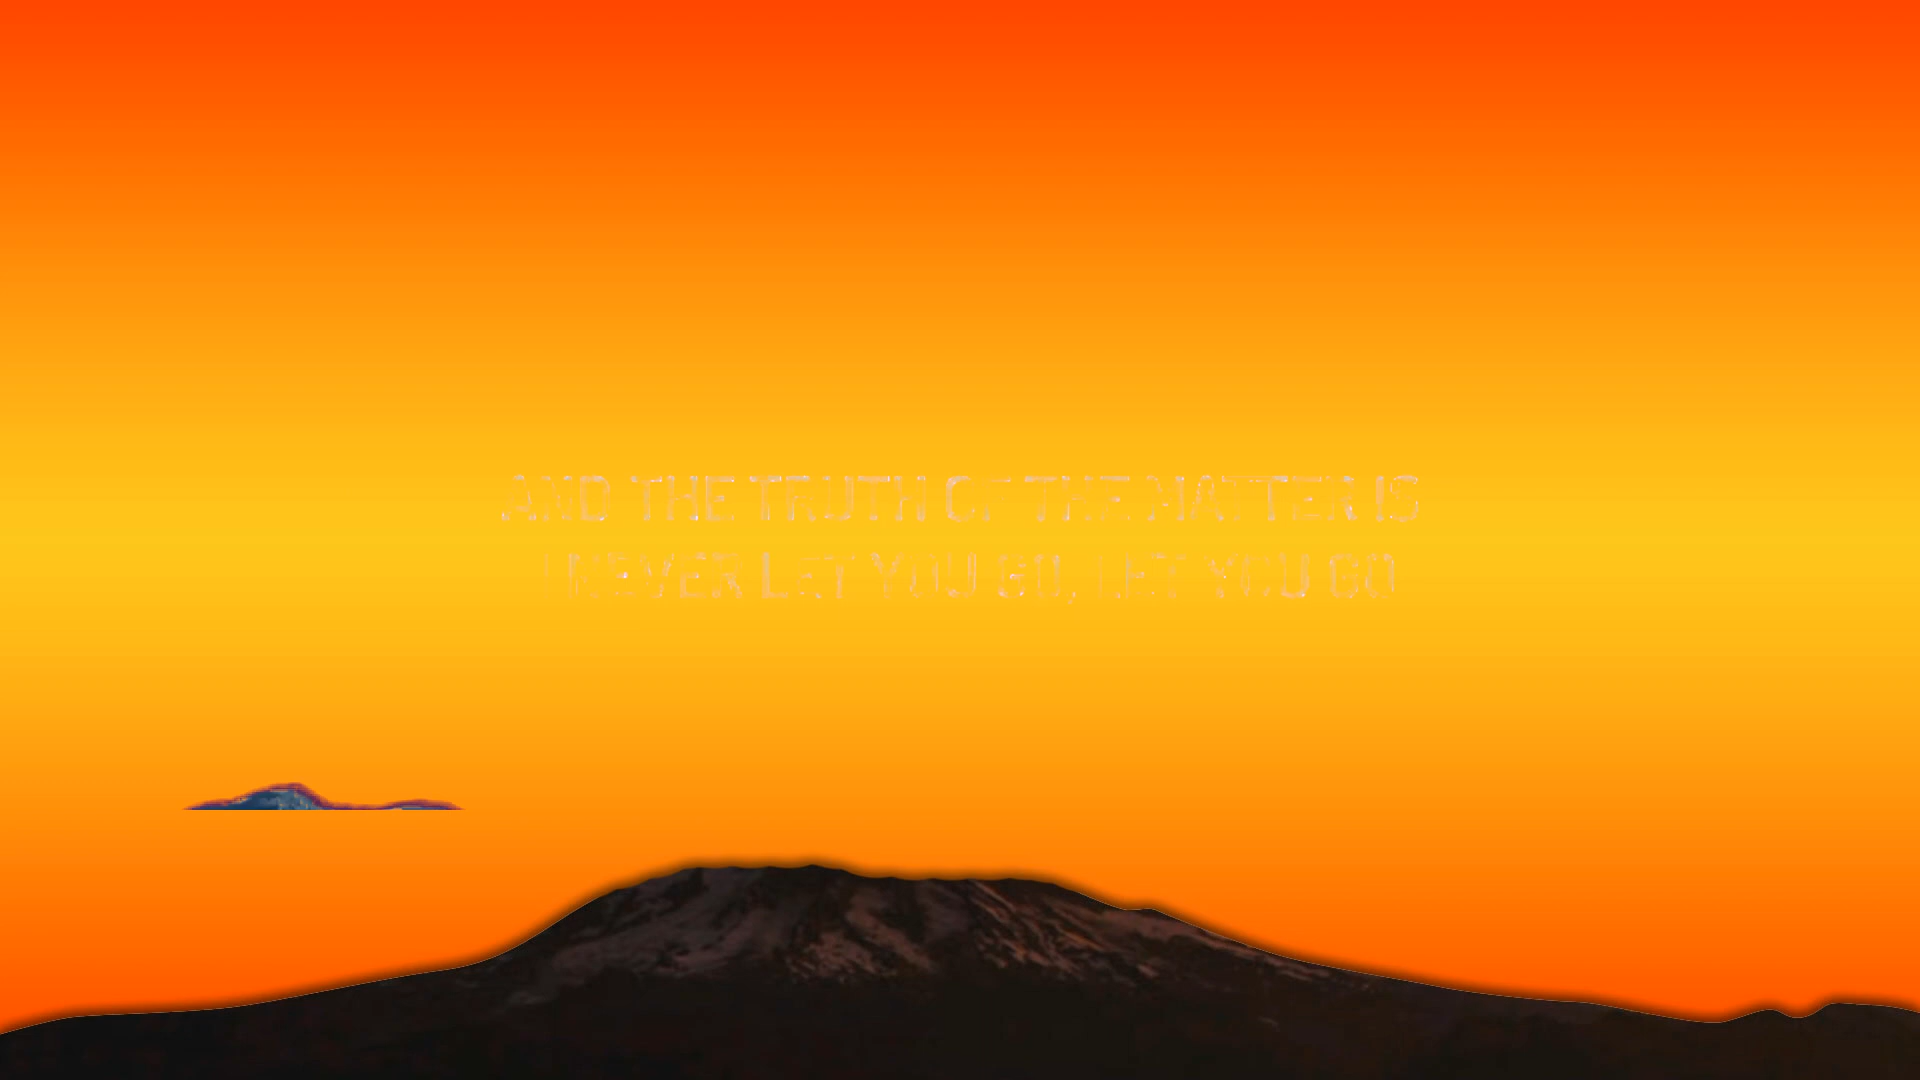 AND THE TRUTH OF THE MATTER IS
I NEVER LET YOU GO, LET YOU GO